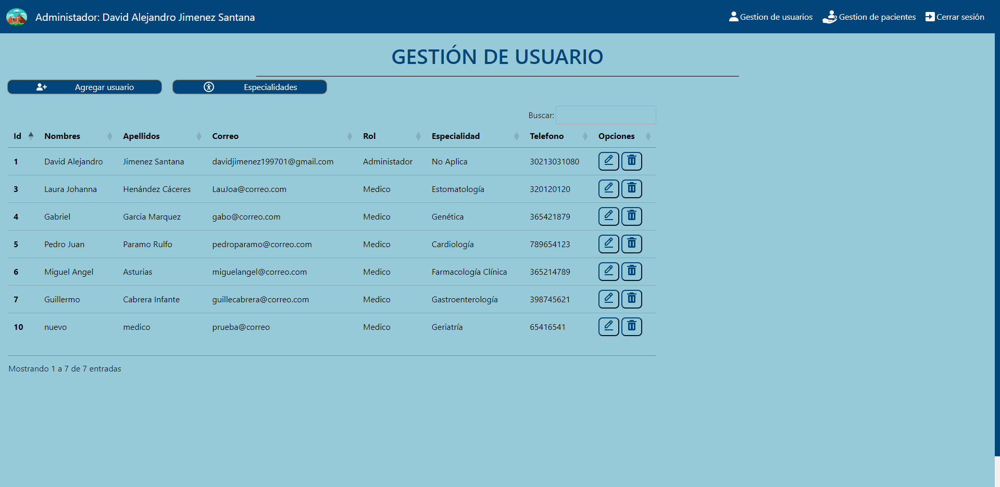 Administador: David Alejandro Jimenez Santana
Gestion de usuarios Gestion de pacientes Cerrar sesión
GESTIÓN DE USUARIO
Agregar usuario Especialidades
Buscar:
Id Nombres Apellidos Correo Rol Especialidad Telefono Opciones
1 David Alejandro Jimenez Santana davidjimenez199701@gmail.com Administador No Aplica 30213031080
3 Laura Johanna Henández Cáceres LauJoa@correo.com Medico Estomatología 320120120
4 Gabriel Garcia Marquez gabo@correo.com Medico Genética 365421879
5 Pedro Juan Paramo Rulfo pedroparamo@correo.com Medico Cardiología 789654123
6 Miguel Angel Asturias miguelangel@correo.com Medico Farmacología Clínica 365214789
7 Guillermo Cabrera Infante guillecabrera@correo.com Medico Gastroenterología 398745621
10 nuevo medico prueba@correo Medico Geriatría 65416541
Mostrando 1 a 7 de 7 entradas